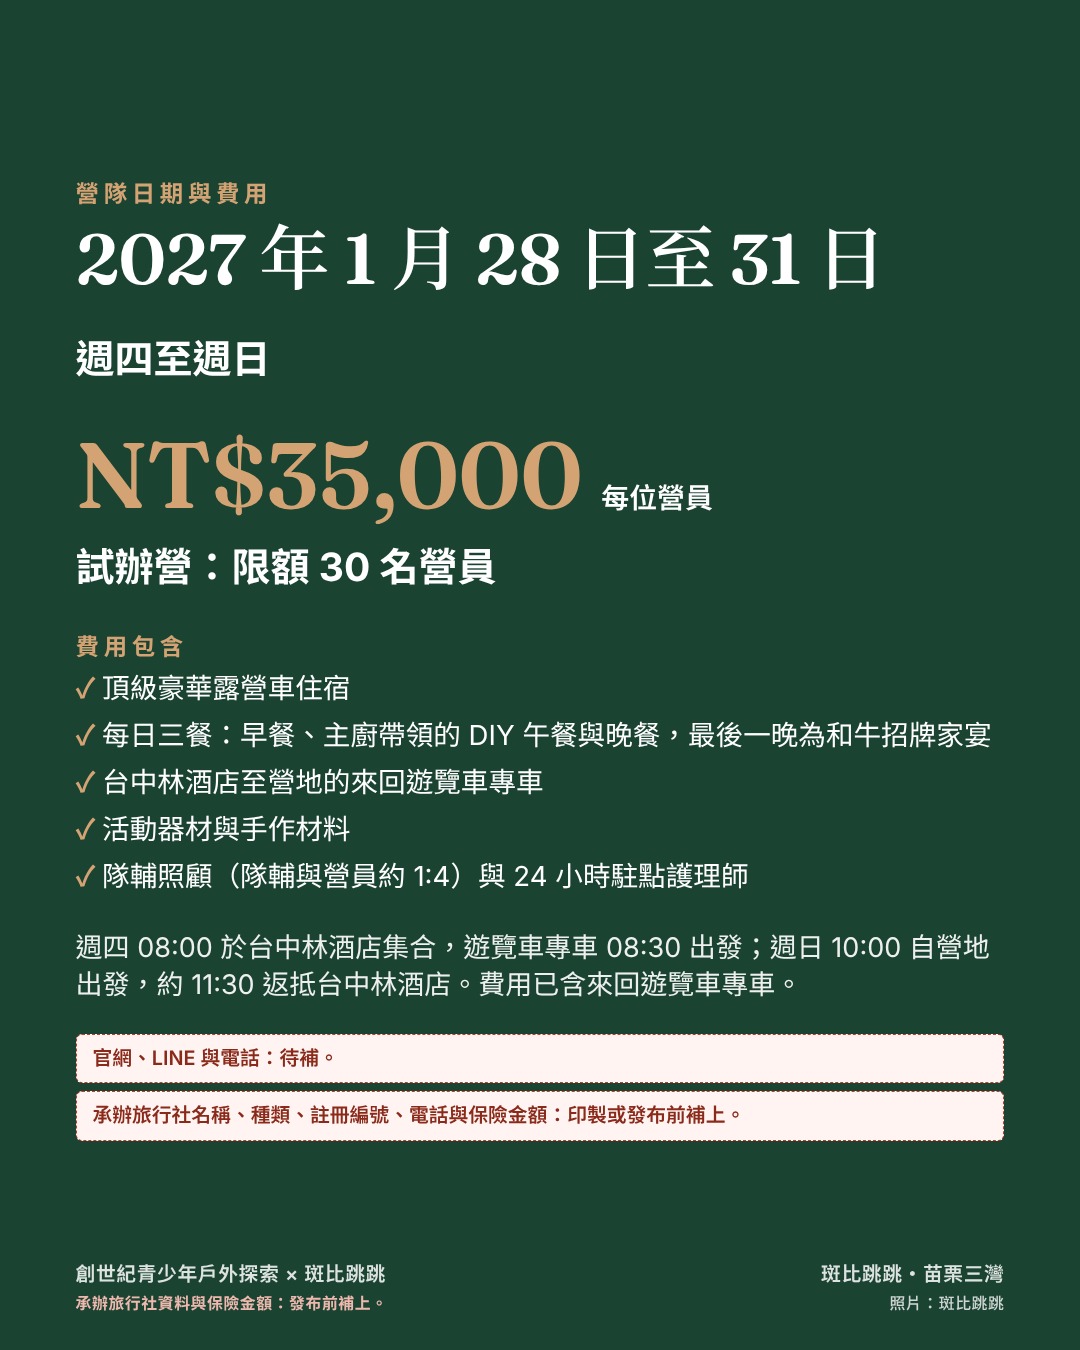 營隊日期與費用
2027 年 1 月 28 日至 31 日
週四至週日
NT$35,000 每位營員
試辦營：限額 30 名營員
費用包含
✓ 頂級豪華露營車住宿
✓ 每日三餐：早餐、主廚帶領的 DIY 午餐與晚餐，最後一晚為和牛招牌家宴
✓ 台中林酒店至營地的來回遊覽車專車
✓ 活動器材與手作材料
✓ 隊輔照顧（隊輔與營員約 1:4）與 24 小時駐點護理師
週四 08:00 於台中林酒店集合，遊覽車專車 08:30 出發；週日 10:00 自營地
出發，約 11:30 返抵台中林酒店。費用已含來回遊覽車專車。
官網、LINE 與電話：待補。
承辦旅行社名稱、種類、註冊編號、電話與保險金額：印製或發布前補上。
創世紀青少年戶外探索 × 斑比跳跳
承辦旅行社資料與保險金額：發布前補上。
斑比跳跳・苗栗三灣
照片：斑比跳跳